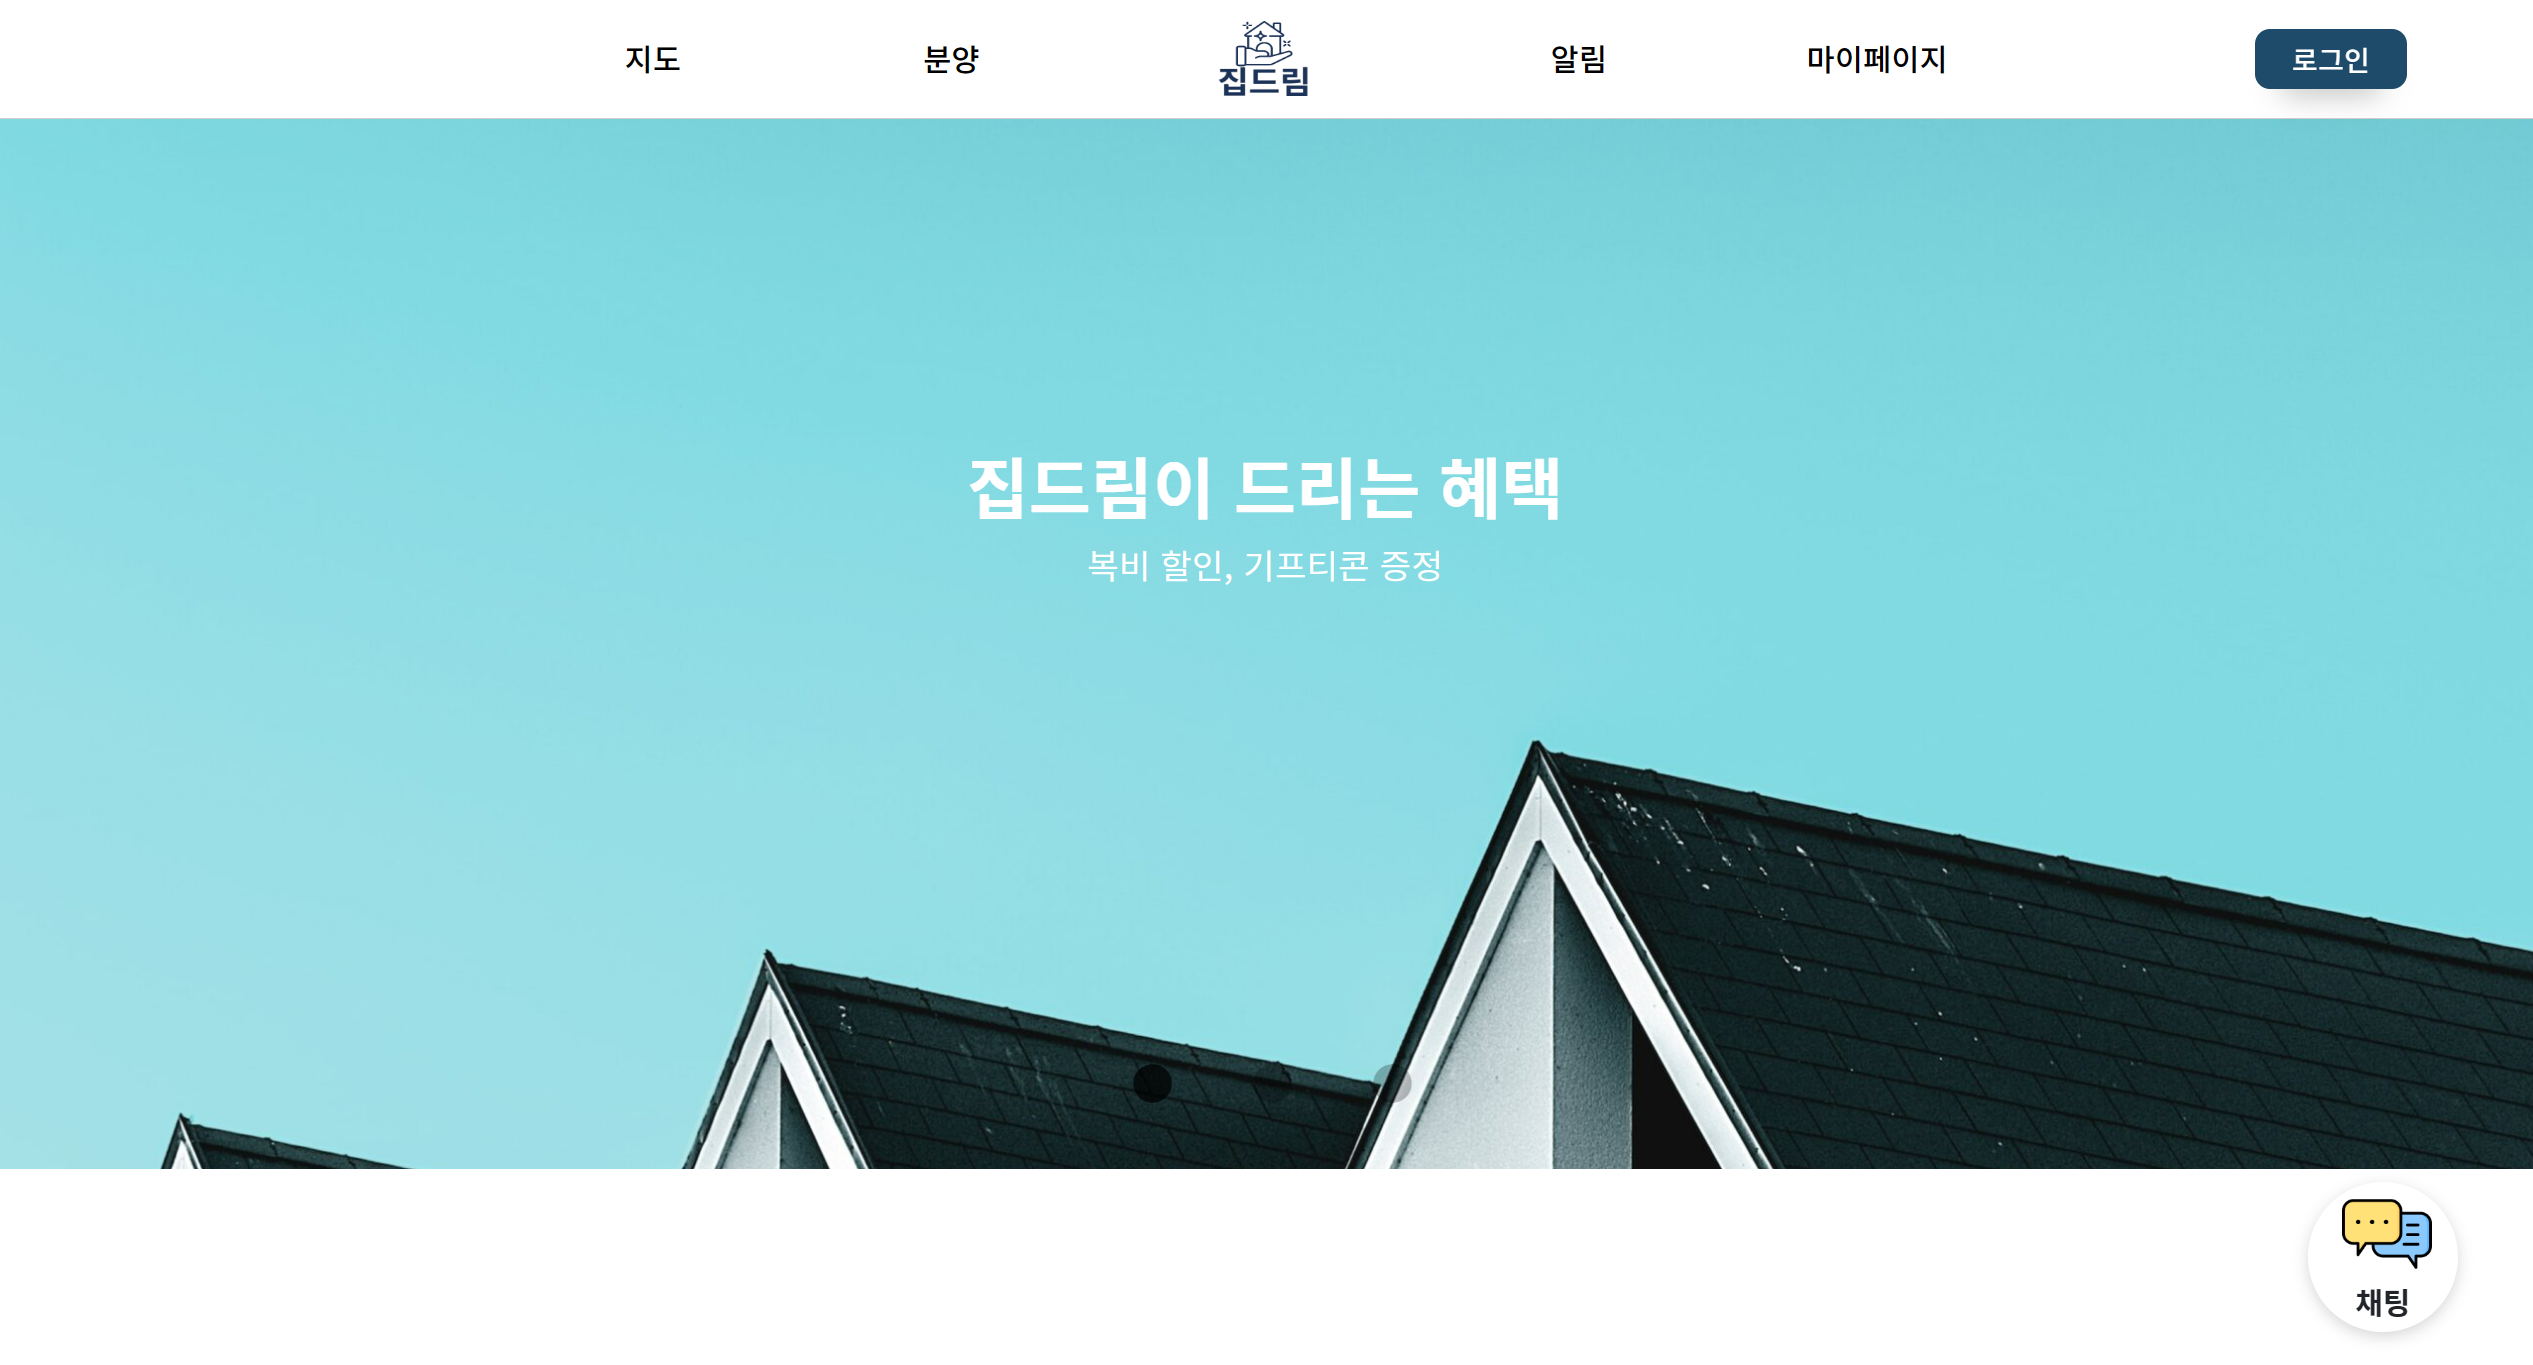 지도
분양
집드림
알림
마이페이지
로그인
집드림이 드리는 혜택
복비 할인, 기프티콘 증정
채팅